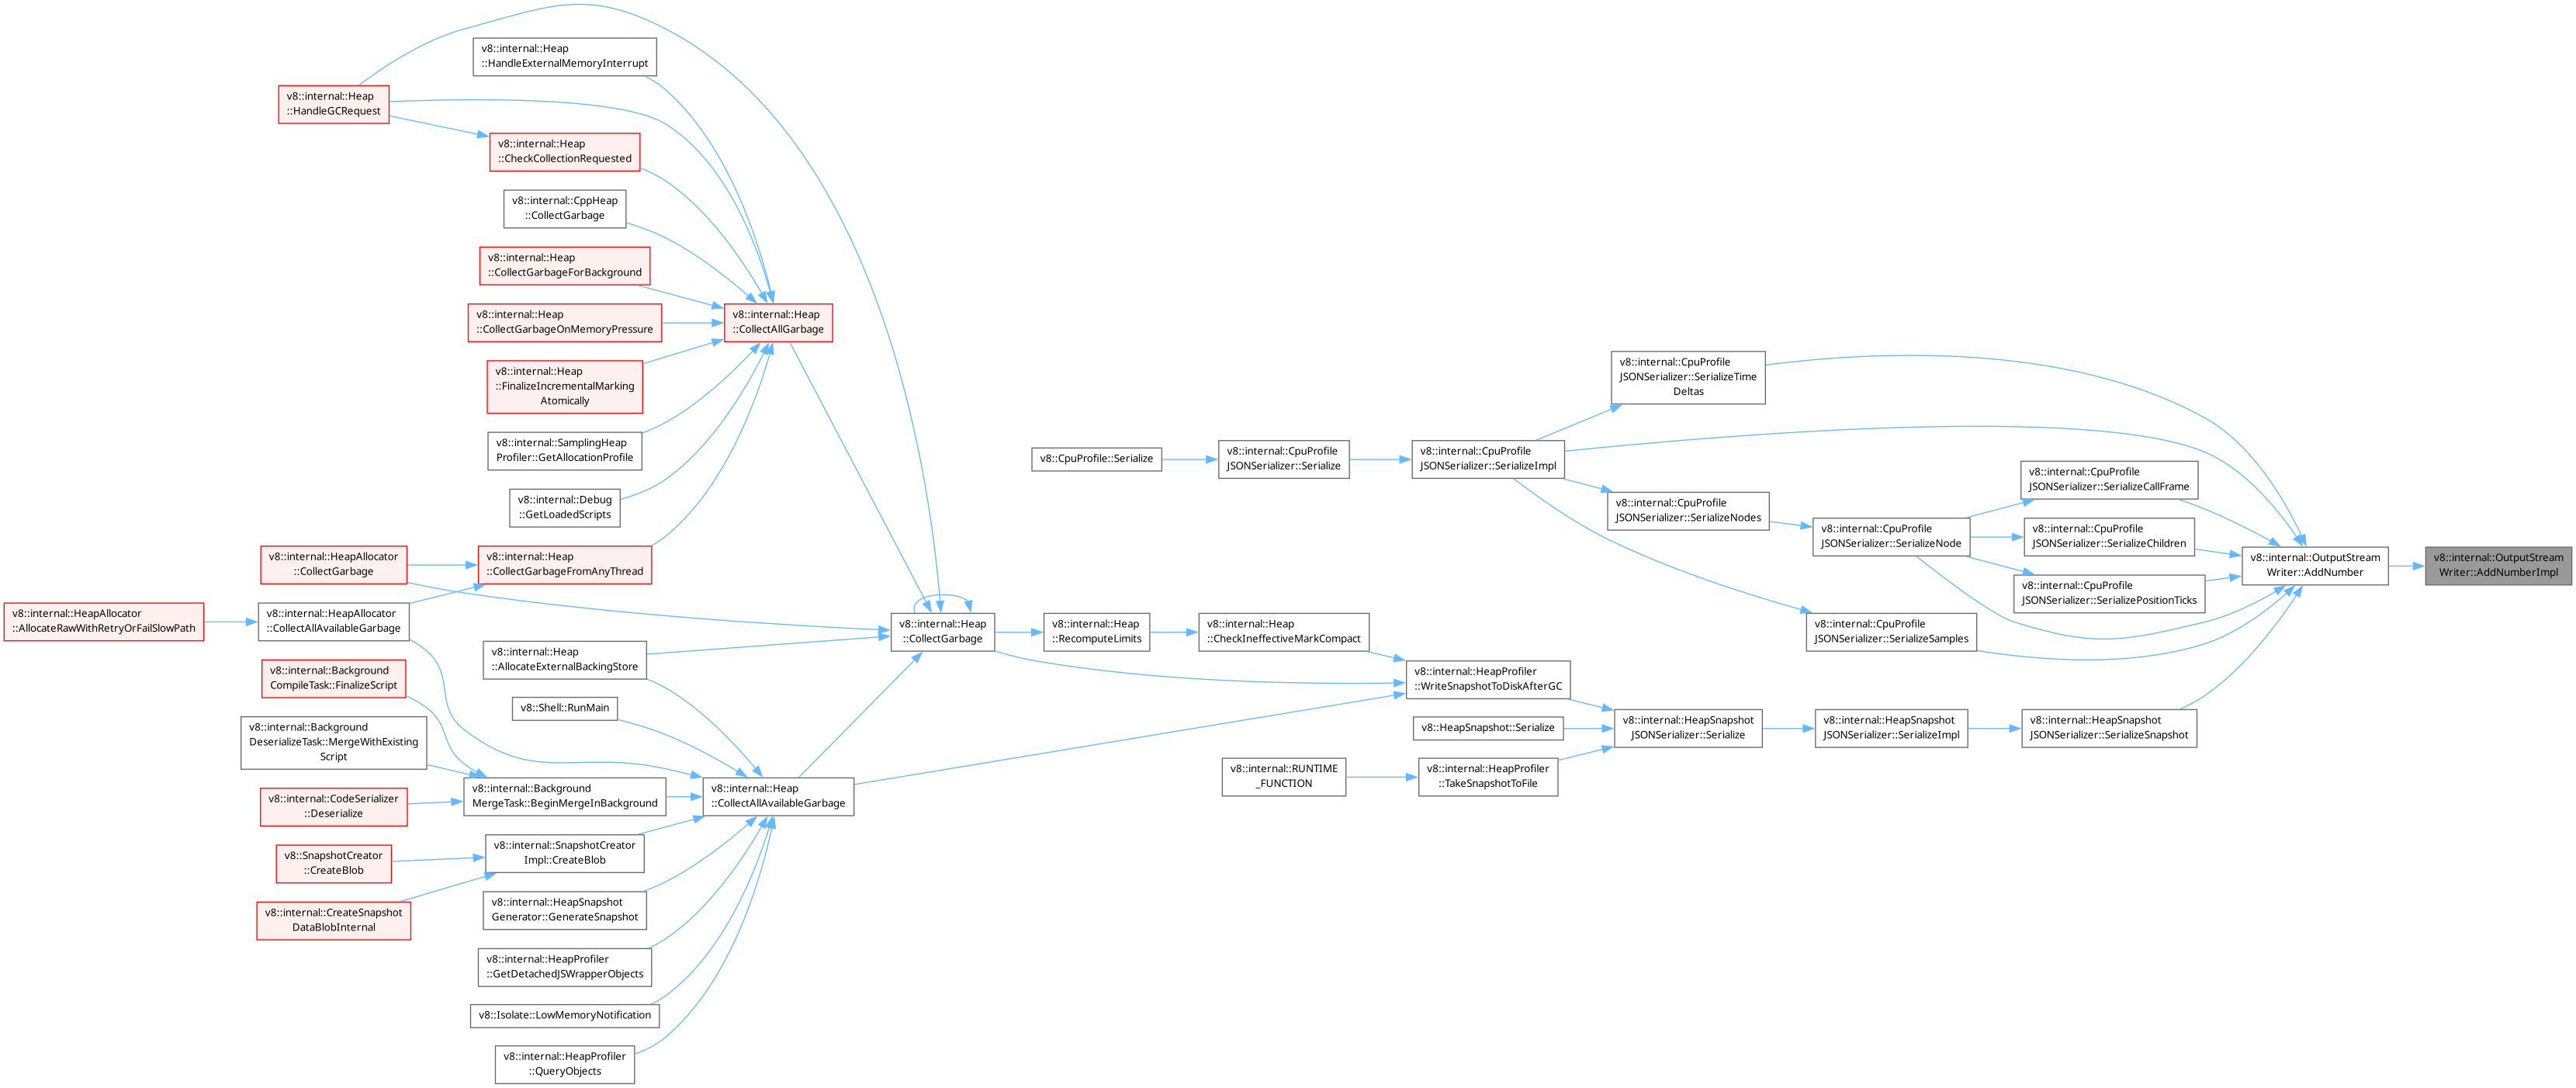 v8::internal::Heap
::HandleExternalMemoryInterrupt
v8::internal::Heap
::HandleGCRequest
v8::internal::Heap
::CheckCollectionRequested
v8::internal::CppHeap
::CollectGarbage
v8::internal::Heap
::CollectGarbageForBackground
v8::internal::Heap
::CollectGarbageOnMemoryPressure
v8::internal::Heap
::CollectAllGarbage
v8::internal::Heap
::FinalizeIncrementalMarking
Atomically
v8::internal::SamplingHeap
Profiler::GetAllocationProfile
v8::internal::Debug
::GetLoadedScripts
v8::internal::HeapAllocator
::CollectGarbage
v8::internal::Heap
::CollectGarbageFromAnyThread
v8::internal::HeapAllocator
::AllocateRawWithRetryOrFailSlowPath
v8::internal::HeapAllocator
::CollectAllAvailableGarbage
v8::internal::Heap
::AllocateExternalBackingStore
v8::internal::Background
CompileTask::FinalizeScript
v8::Shell::RunMain
v8::internal::Background
DeserializeTask::MergeWithExisting
Script
v8::internal::Background
MergeTask::BeginMergeInBackground
v8::internal::Heap
::CollectAllAvailableGarbage
v8::internal::CodeSerializer
::Deserialize
v8::SnapshotCreator
::CreateBlob
v8::internal::SnapshotCreator
Impl::CreateBlob
v8::internal::CreateSnapshot
DataBlobInternal
v8::internal::HeapSnapshot
Generator::GenerateSnapshot
v8::internal::HeapProfiler
::GetDetachedJSWrapperObjects
v8::Isolate::LowMemoryNotification
v8::internal::HeapProfiler
::QueryObjects
v8::internal::Heap
::CollectGarbage
v8::internal::Heap
::RecomputeLimits
v8::internal::Heap
::CheckIneffectiveMarkCompact
v8::internal::HeapProfiler
::WriteSnapshotToDiskAfterGC
v8::HeapSnapshot::Serialize
v8::internal::RUNTIME
_FUNCTION
v8::internal::HeapProfiler
::TakeSnapshotToFile
v8::internal::HeapSnapshot
JSONSerializer::Serialize
v8::internal::HeapSnapshot
JSONSerializer::SerializeImpl
v8::internal::HeapSnapshot
JSONSerializer::SerializeSnapshot
v8::CpuProfile::Serialize
v8::internal::CpuProfile
JSONSerializer::Serialize
v8::internal::CpuProfile
JSONSerializer::SerializeImpl
v8::internal::CpuProfile
JSONSerializer::SerializeTime
Deltas
v8::internal::CpuProfile
JSONSerializer::SerializeNodes
v8::internal::CpuProfile
JSONSerializer::SerializeSamples
v8::internal::CpuProfile
JSONSerializer::SerializeNode
v8::internal::CpuProfile
JSONSerializer::SerializeCallFrame
v8::internal::CpuProfile
JSONSerializer::SerializeChildren
v8::internal::CpuProfile
JSONSerializer::SerializePositionTicks
v8::internal::OutputStream
Writer::AddNumber
v8::internal::OutputStream
Writer::AddNumberImpl